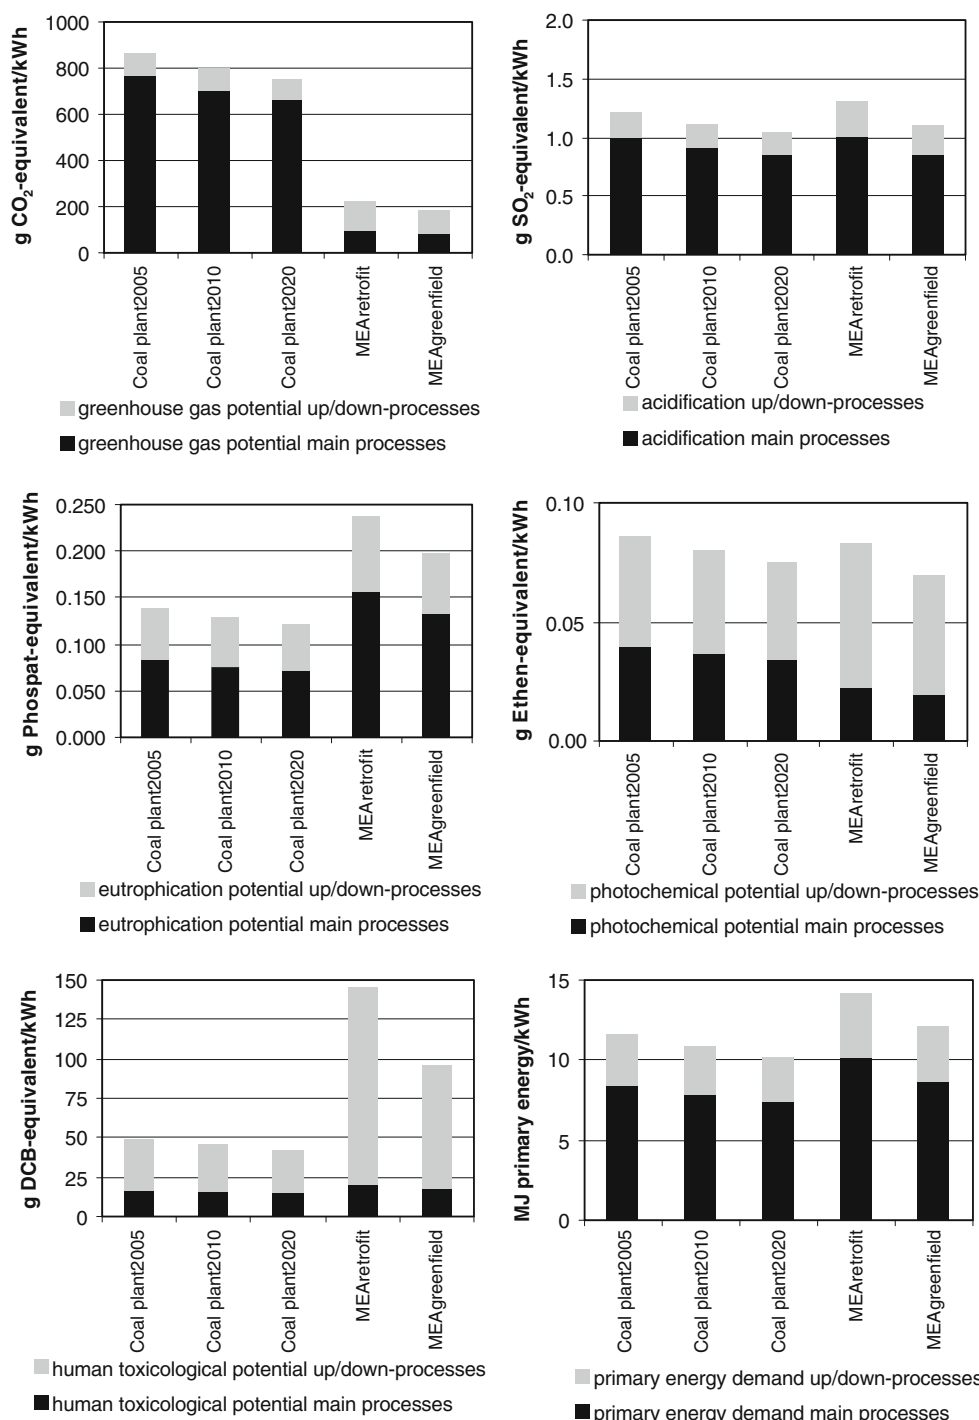 g CO₂-equivalent/kWh
1000
800
600
400
200
0
Coal plant2005
Coal plant2010
Coal plant2020
MEAretrofit
MEAgreenfield
greenhouse gas potential up/down-processes
greenhouse gas potential main processes
g SO₂-equivalent/kWh
2.0
1.5
1.0
0.5
0.0
Coal plant2005
Coal plant2010
Coal plant2020
MEAretrofit
MEAgreenfield
acidification up/down-processes
acidification main processes
g Phospat-equivalent/kWh
0.250
0.200
0.150
0.100
0.050
0.000
Coal plant2005
Coal plant2010
Coal plant2020
MEAretrofit
MEAgreenfield
eutrophication potential up/down-processes
eutrophication potential main processes
g Ethen-equivalent/kWh
0.10
0.05
0.00
Coal plant2005
Coal plant2010
Coal plant2020
MEAretrofit
MEAgreenfield
photochemical potential up/down-processes
photochemical potential main processes
g DCB-equivalent/kWh
150
125
100
75
50
25
0
Coal plant2005
Coal plant2010
Coal plant2020
MEAretrofit
MEAgreenfield
human toxicological potential up/down-processes
human toxicological potential main processes
MJ primary energy/kWh
15
10
5
0
Coal plant2005
Coal plant2010
Coal plant2020
MEAretrofit
MEAgreenfield
primary energy demand up/down-processes
primary energy demand main processes